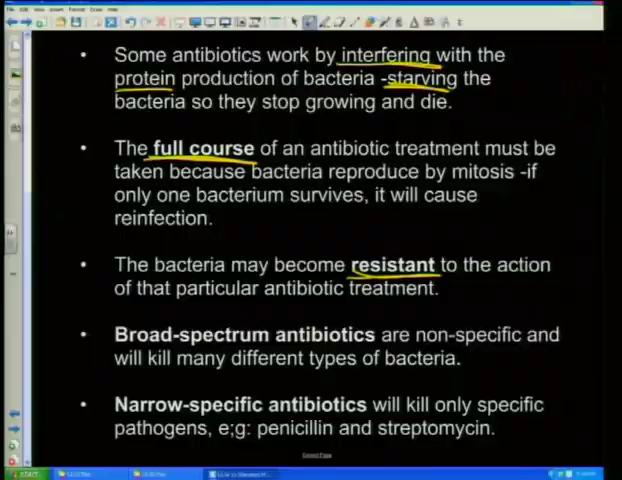 Some antibiotics work by interfering with the
protein production of bacteria -starving the
bacteria so they stop growing and die.
The full course of an antibiotic treatment must be
taken because bacteria reproduce by mitosis -if
only one bacterium survives, it will cause
reinfection.
The bacteria may become resistant to the action
of that particular antibiotic treatment.
Broad-spectrum antibiotics are non-specific and
will kill many different types of bacteria.
Narrow-specific antibiotics will kill only specific
pathogens, e;g: penicillin and streptomycin.